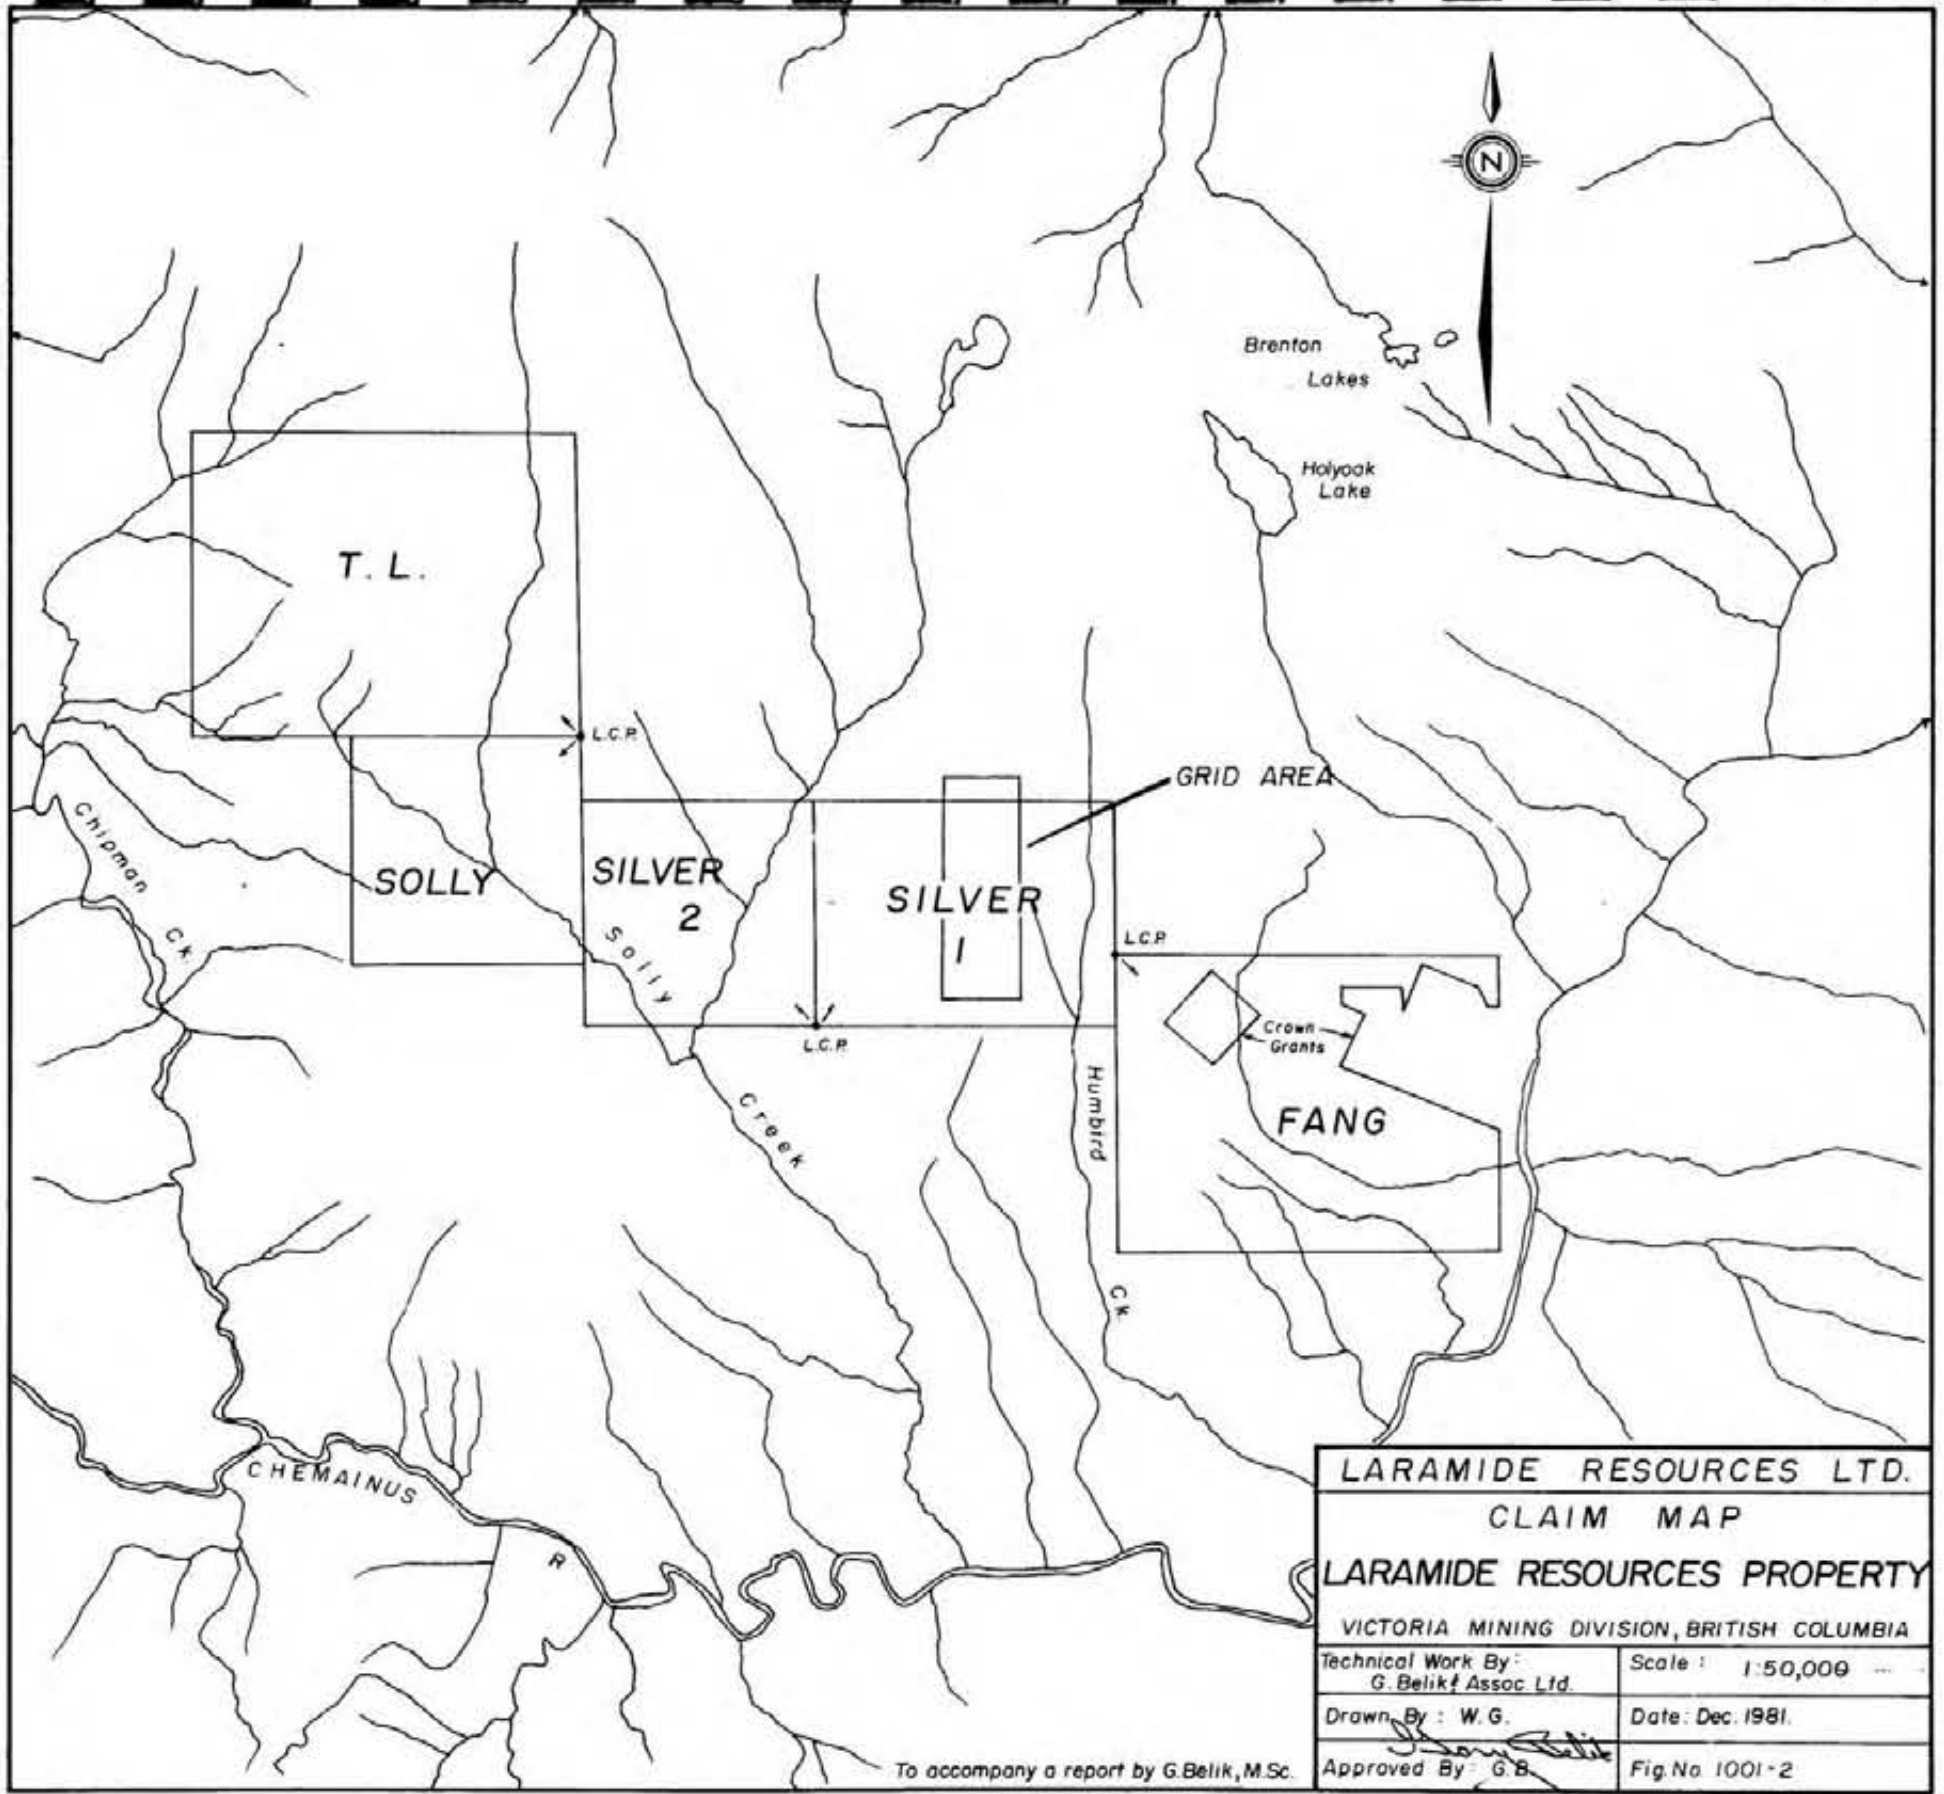 N
Brenton
Lakes
Holyoak
Lake
T. L.
L.C.P.
GRID AREA
Chipman
Ck.
SOLLY
SILVER
2
SILVER
1
Solly
Creek
L.C.P.
L.C.P.
Crown
Grants
FANG
Humbird
Ck.
CHEMAINUS
R
LARAMIDE RESOURCES LTD.
CLAIM MAP
LARAMIDE RESOURCES PROPERTY
VICTORIA MINING DIVISION, BRITISH COLUMBIA
Technical Work By:
G. Belik & Assoc. Ltd.
Scale : 1:50,000
Drawn By : W. G.
Date: Dec. 1981.
Approved By : G.B.
Fig. No. 1001-2
To accompany a report by G. Belik, M.Sc.